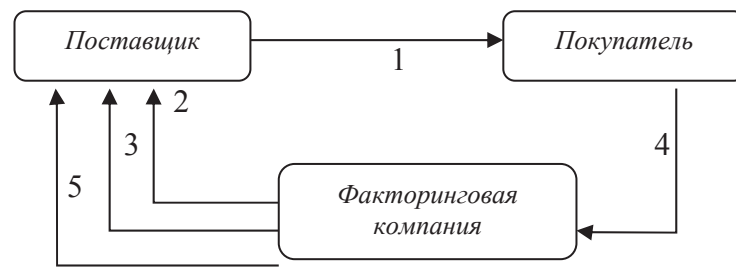 Поставщик
Покупатель
1
2
3
4
5
Факторинговая
компания